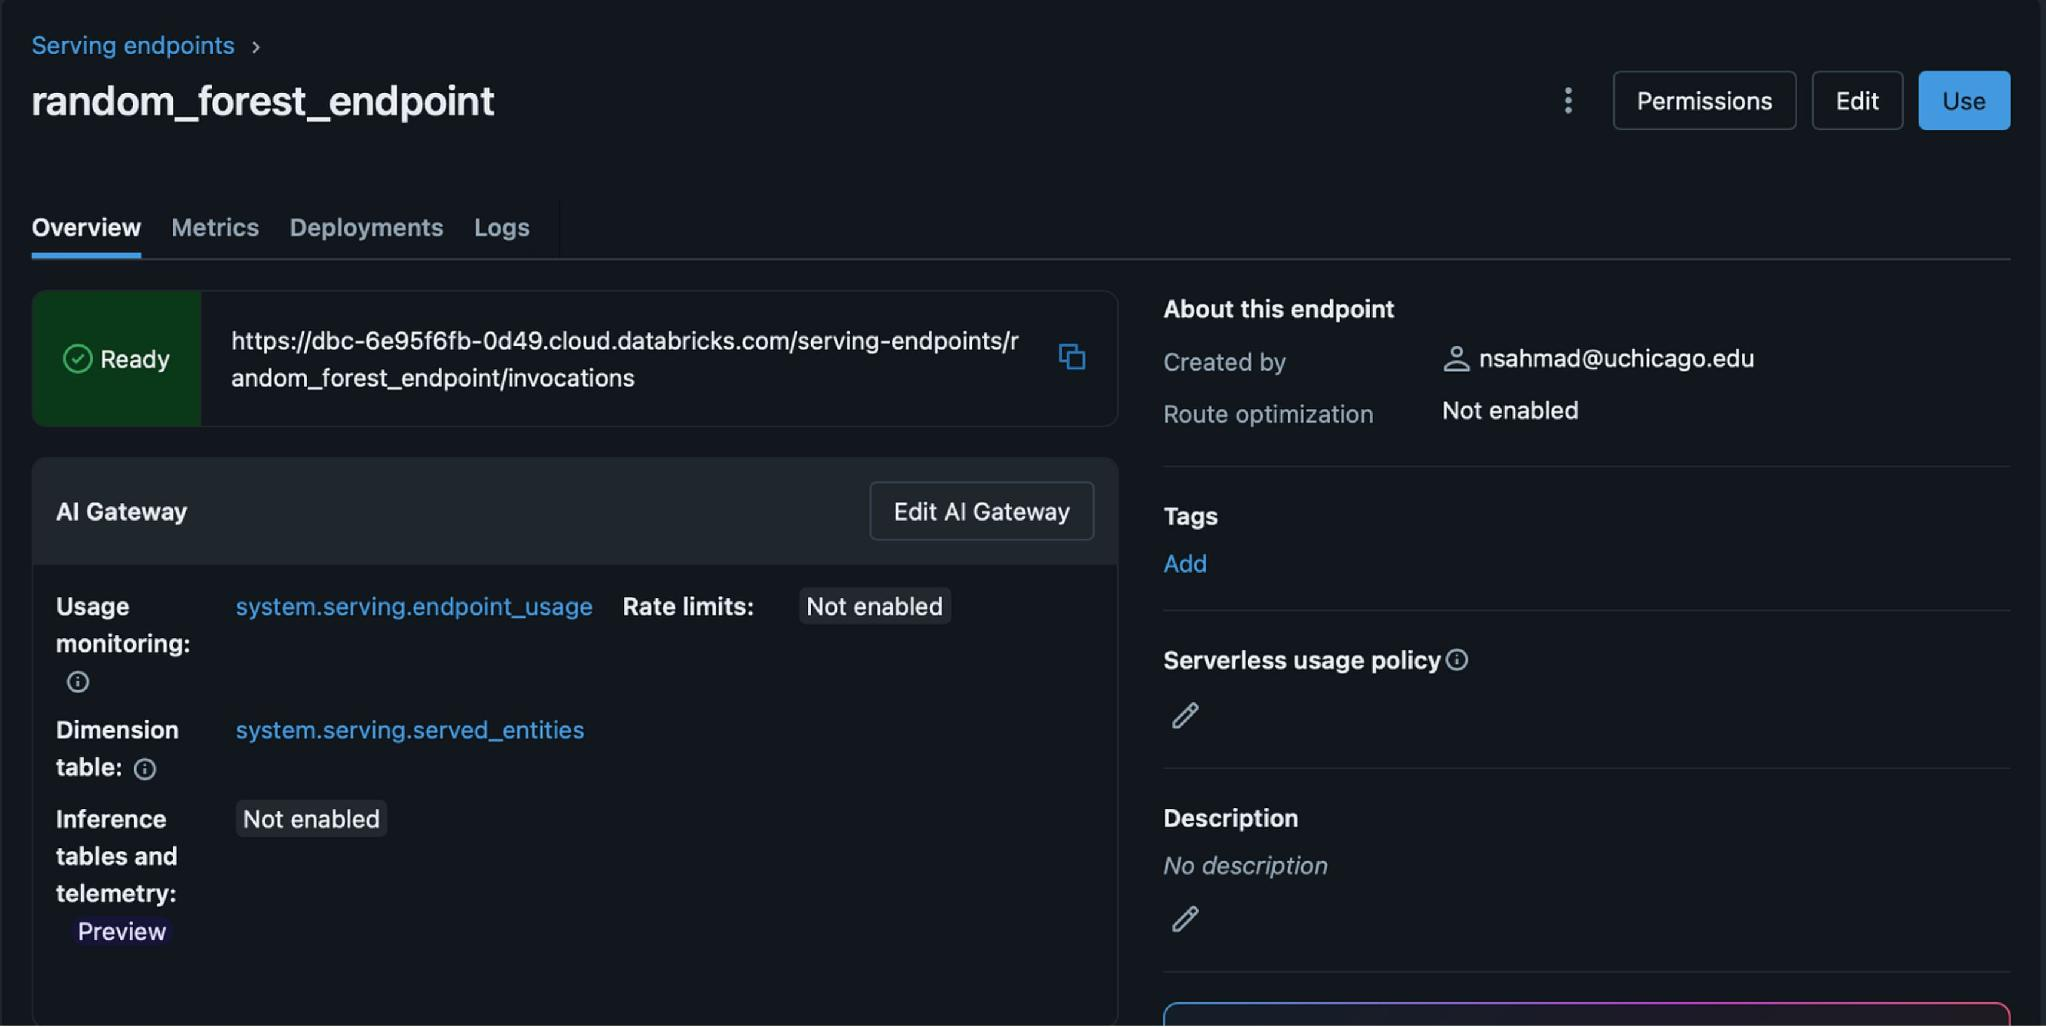 Serving endpoints
random_forest_endpoint
Permissions
Edit
Use
Overview
Metrics
Deployments
Logs
Ready
https://dbc-6e95f6fb-0d49.cloud.databricks.com/serving-endpoints/r
andom_forest_endpoint/invocations
AI Gateway
Edit AI Gateway
Usage
monitoring:
system.serving.endpoint_usage
Rate limits:
Not enabled
Dimension
table:
system.serving.served_entities
Inference
tables and
telemetry:
Preview
Not enabled
About this endpoint
Created by
nsahmad@uchicago.edu
Route optimization
Not enabled
Tags
Add
Serverless usage policy
Description
No description